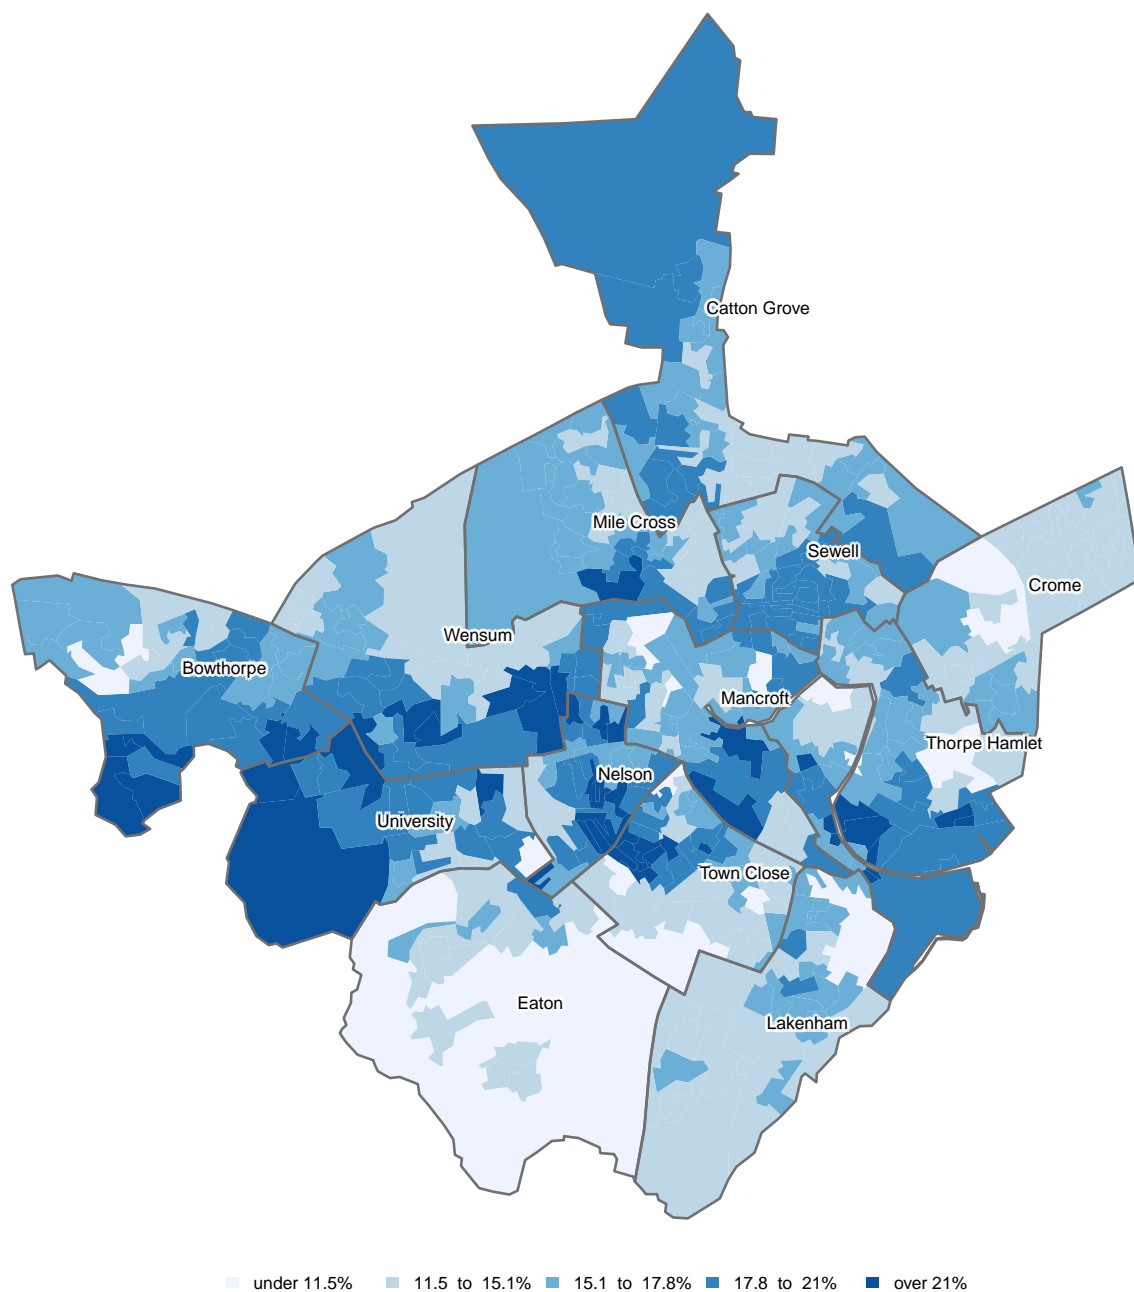 Catton Grove
Mile Cross
Sewell
Crome
Wensum
Bowthorpe
Mancroft
Thorpe Hamlet
Nelson
University
Town Close
Eaton
Lakenham
under 11.5%
11.5 to 15.1%
15.1 to 17.8%
17.8 to 21%
over 21%